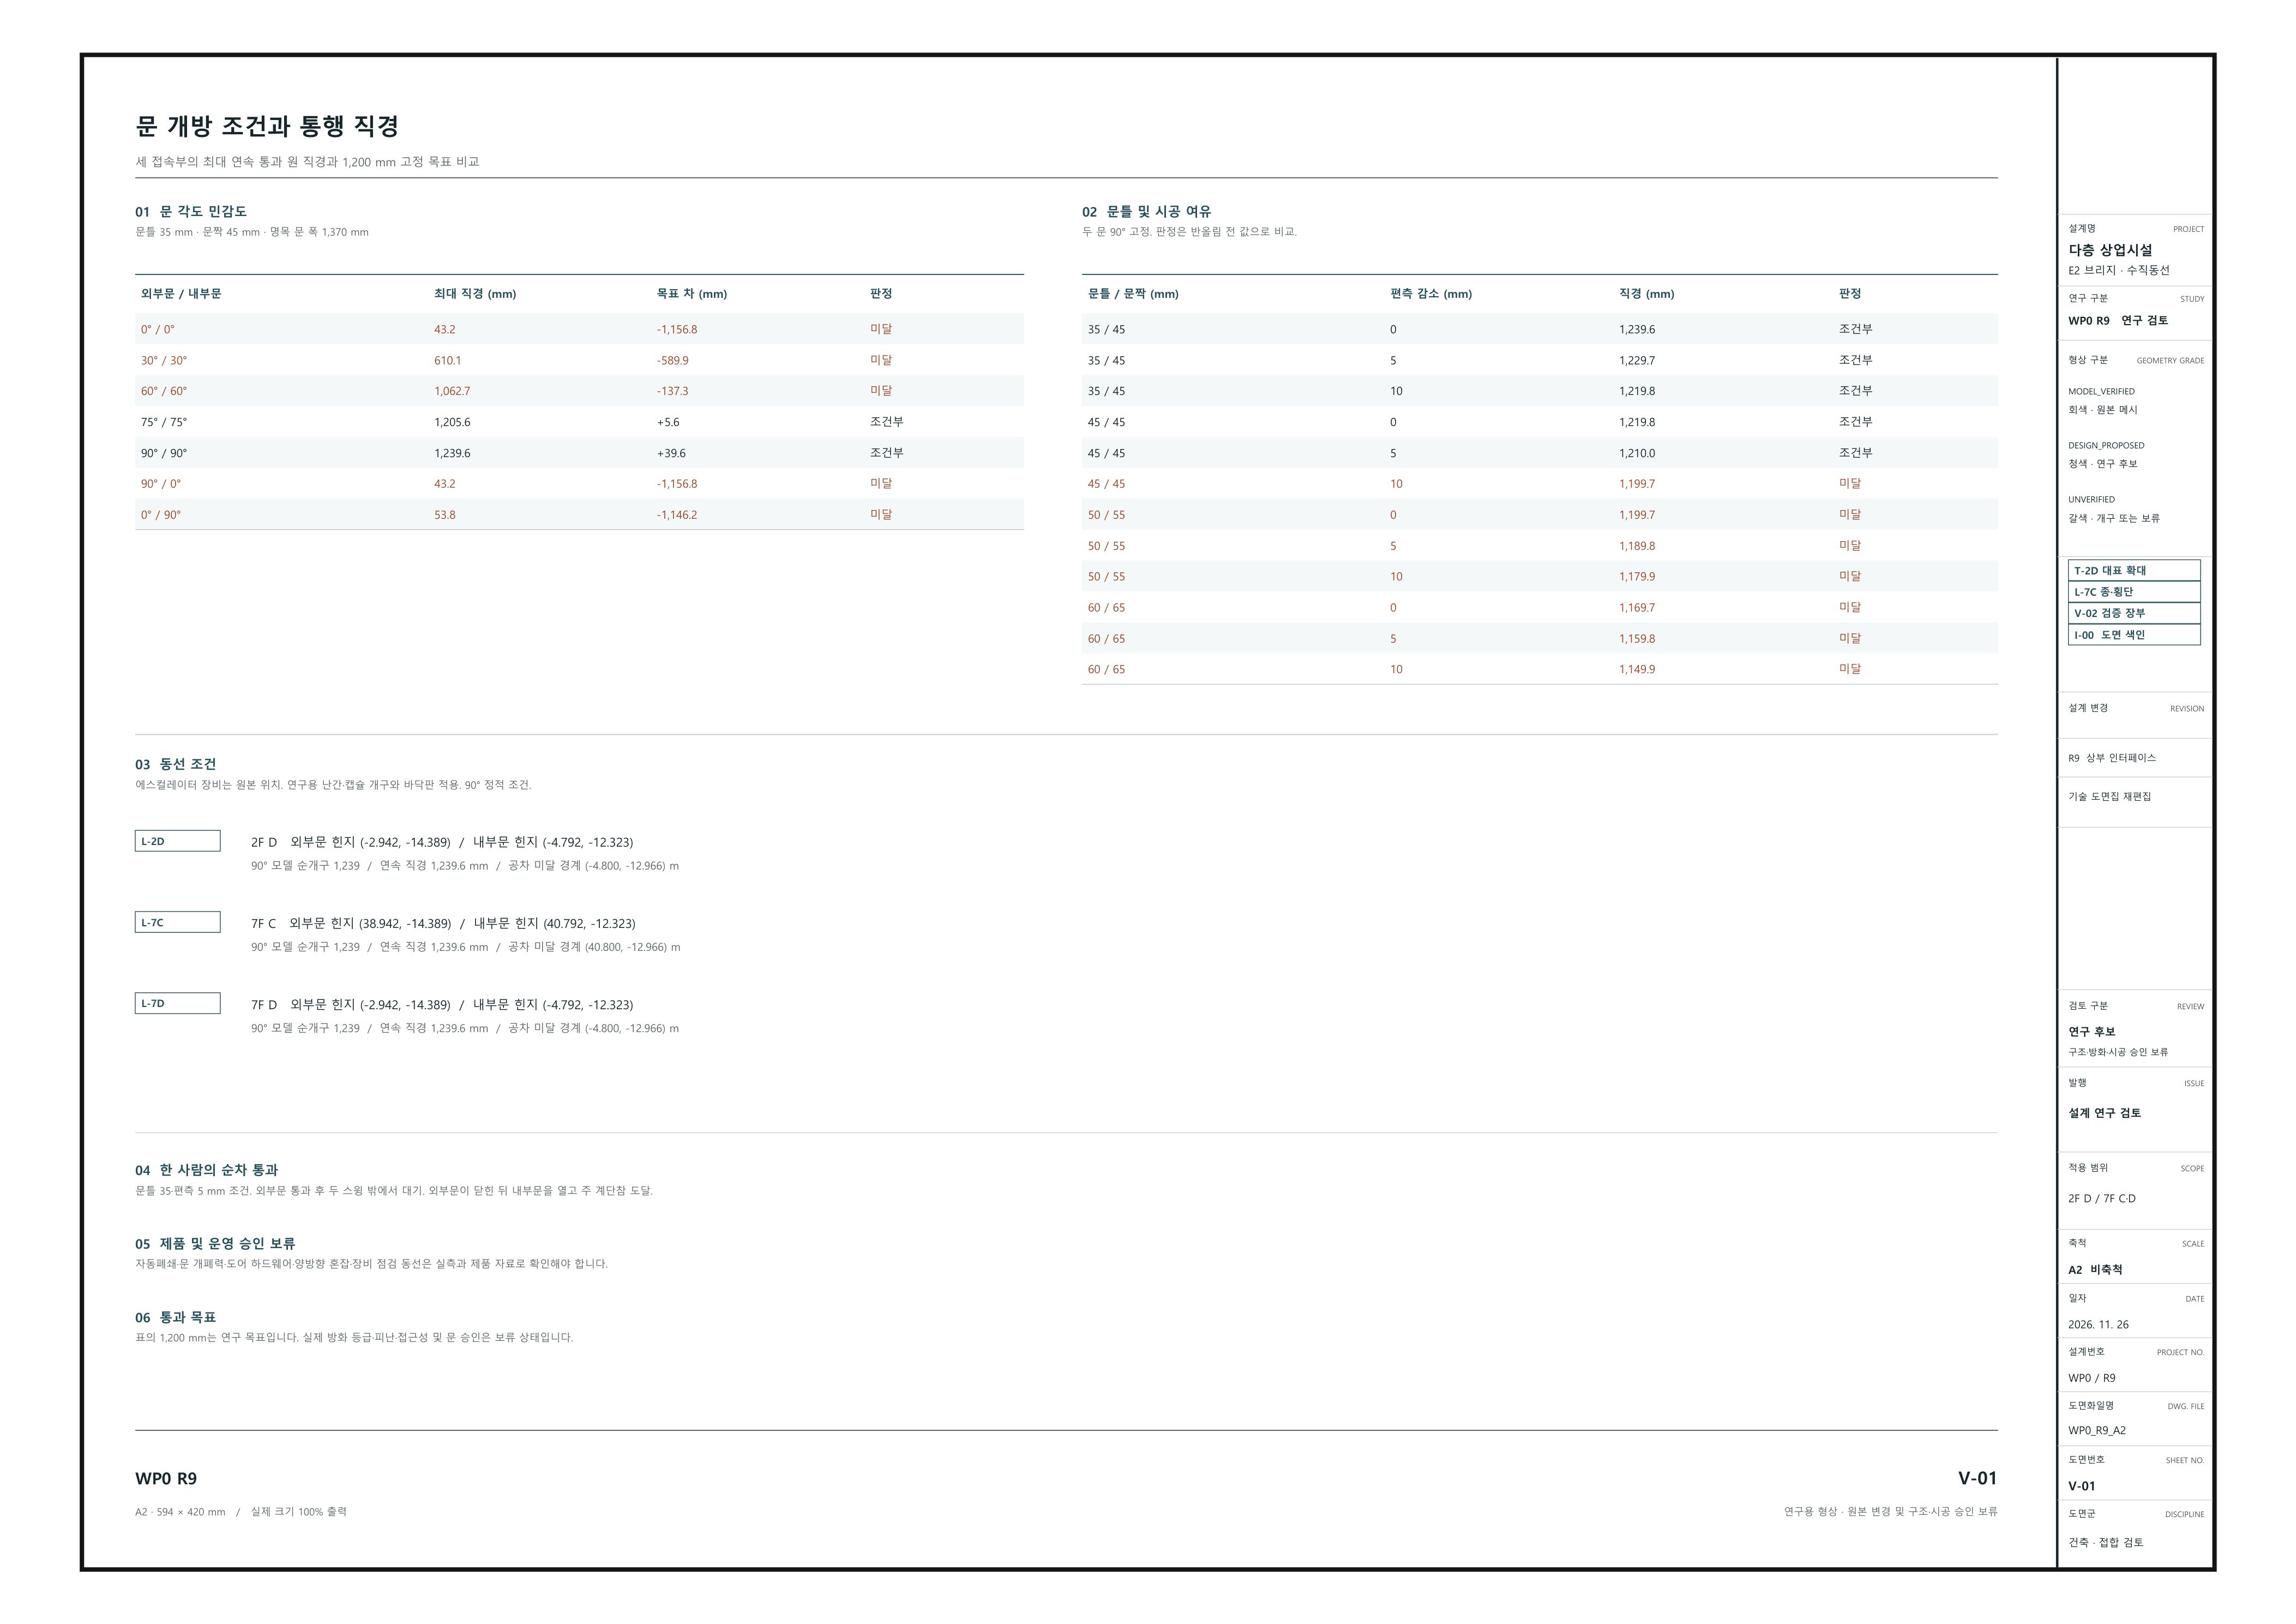 문 개방 조건과 통행 직경
세 접속부의 최대 연속 통과 원 직경과 1,200 mm 고정 목표 비교
01 문 각도 민감도
문틀 35 mm · 문짝 45 mm · 명목 문 폭 1,370 mm
외부문 / 내부문 최대 직경 (mm) 목표 차 (mm) 판정
0° / 0° 43.2 -1,156.8 미달
30° / 30° 610.1 -589.9 미달
60° / 60° 1,062.7 -137.3 미달
75° / 75° 1,205.6 +5.6 조건부
90° / 90° 1,239.6 +39.6 조건부
90° / 0° 43.2 -1,156.8 미달
0° / 90° 53.8 -1,146.2 미달
02 문틀 및 시공 여유
두 문 90° 고정. 판정은 반올림 전 값으로 비교.
문틀 / 문짝 (mm) 편측 감소 (mm) 직경 (mm) 판정
35 / 45 0 1,239.6 조건부
35 / 45 5 1,229.7 조건부
35 / 45 10 1,219.8 조건부
45 / 45 0 1,219.8 조건부
45 / 45 5 1,210.0 조건부
45 / 45 10 1,199.7 미달
50 / 55 0 1,199.7 미달
50 / 55 5 1,189.8 미달
50 / 55 10 1,179.9 미달
60 / 65 0 1,169.7 미달
60 / 65 5 1,159.8 미달
60 / 65 10 1,149.9 미달
03 동선 조건
에스컬레이터 장비는 원본 위치. 연구용 난간·캡슐 개구와 바닥판 적용. 90° 정적 조건.
L-2D
2F D 외부문 힌지 (-2.942, -14.389) / 내부문 힌지 (-4.792, -12.323)
90° 모델 순개구 1,239 / 연속 직경 1,239.6 mm / 공차 미달 경계 (-4.800, -12.966) m
L-7C
7F C 외부문 힌지 (38.942, -14.389) / 내부문 힌지 (40.792, -12.323)
90° 모델 순개구 1,239 / 연속 직경 1,239.6 mm / 공차 미달 경계 (40.800, -12.966) m
L-7D
7F D 외부문 힌지 (-2.942, -14.389) / 내부문 힌지 (-4.792, -12.323)
90° 모델 순개구 1,239 / 연속 직경 1,239.6 mm / 공차 미달 경계 (-4.800, -12.966) m
04 한 사람의 순차 통과
문틀 35·편측 5 mm 조건. 외부문 통과 후 두 스윙 밖에서 대기. 외부문이 닫힌 뒤 내부문을 열고 주 계단참 도달.
05 제품 및 운영 승인 보류
자동폐쇄·문 개폐력·도어 하드웨어·양방향 혼잡·장비 점검 동선은 실측과 제품 자료로 확인해야 합니다.
06 통과 목표
표의 1,200 mm는 연구 목표입니다. 실제 방화 등급·피난·접근성 및 문 승인은 보류 상태입니다.
WP0 R9
A2 · 594 × 420 mm / 실제 크기 100% 출력
V-01
연구용 형상 · 원본 변경 및 구조·시공 승인 보류
설계명 PROJECT
다층 상업시설
E2 브리지 · 수직동선
연구 구분 STUDY
WP0 R9 연구 검토
형상 구분 GEOMETRY GRADE
MODEL_VERIFIED
회색 · 원본 메시
DESIGN_PROPOSED
청색 · 연구 후보
UNVERIFIED
갈색 · 개구 또는 보류
T-2D 대표 확대
L-7C 종·횡단
V-02 검증 장부
I-00 도면 색인
설계 변경 REVISION
R9 상부 인터페이스
기술 도면집 재편집
검토 구분 REVIEW
연구 후보
구조·방화·시공 승인 보류
발행 ISSUE
설계 연구 검토
적용 범위 SCOPE
2F D / 7F C·D
축척 SCALE
A2 비축척
일자 DATE
2026. 11. 26
설계번호 PROJECT NO.
WP0 / R9
도면화일명 DWG. FILE
WP0_R9_A2
도면번호 SHEET NO.
V-01
도면군 DISCIPLINE
건축 · 접합 검토